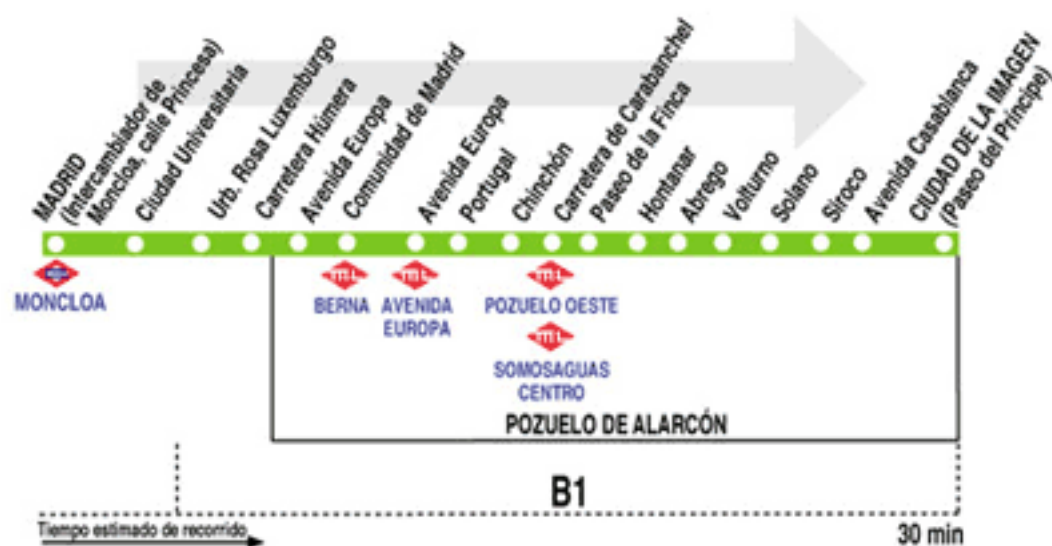 MADRID
(Intercambiador de
Moncloa, calle Princesa)
Ciudad Universitaria
Urb. Rosa Luxemburgo
Carretera Húmera
Avenida Europa
Comunidad de Madrid
Avenida Europa
Portugal
Chinchón
Carretera de Carabanchel
Paseo de la Finca
Hontanar
Abrego
Volturno
Solano
Siroco
Avenida Casablanca
CIUDAD DE LA IMAGEN
(Paseo del Príncipe)
MONCLOA
BERNA
AVENIDA
EUROPA
POZUELO OESTE
SOMOSAGUAS
CENTRO
POZUELO DE ALARCÓN
B1
Tiempo estimado de recorrido
30 min